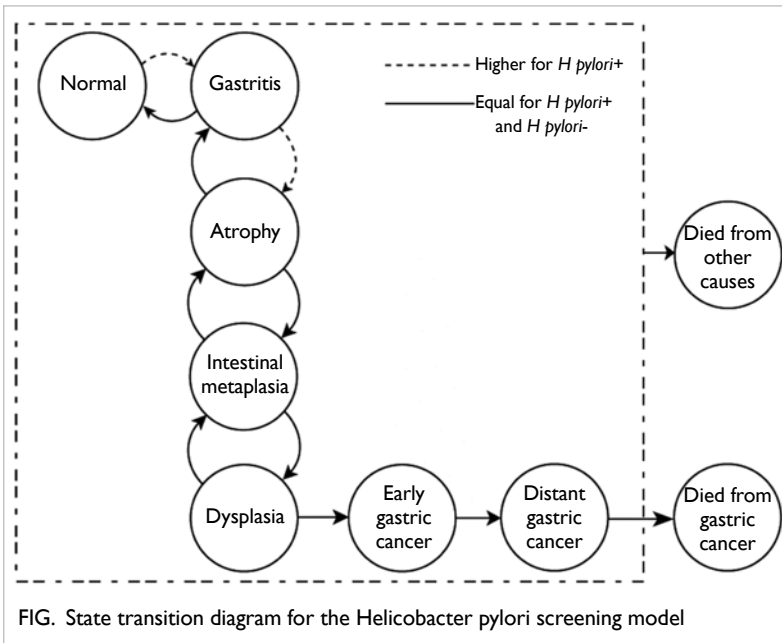 Normal
Gastritis
Higher for H pylori+
Equal for H pylori+
and H pylori-
Atrophy
Died from
other
causes
Intestinal
metaplasia
Dysplasia
Early
gastric
cancer
Distant
gastric
cancer
Died from
gastric
cancer
FIG. State transition diagram for the Helicobacter pylori screening model